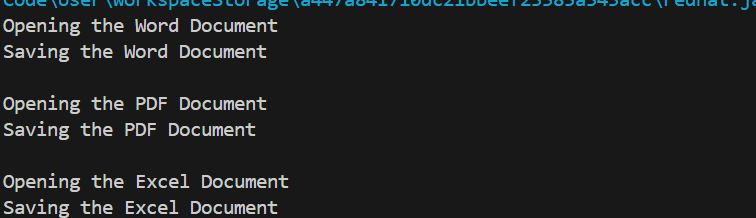 Opening the Word Document
Saving the Word Document
Opening the PDF Document
Saving the PDF Document
Opening the Excel Document
Saving the Excel Document